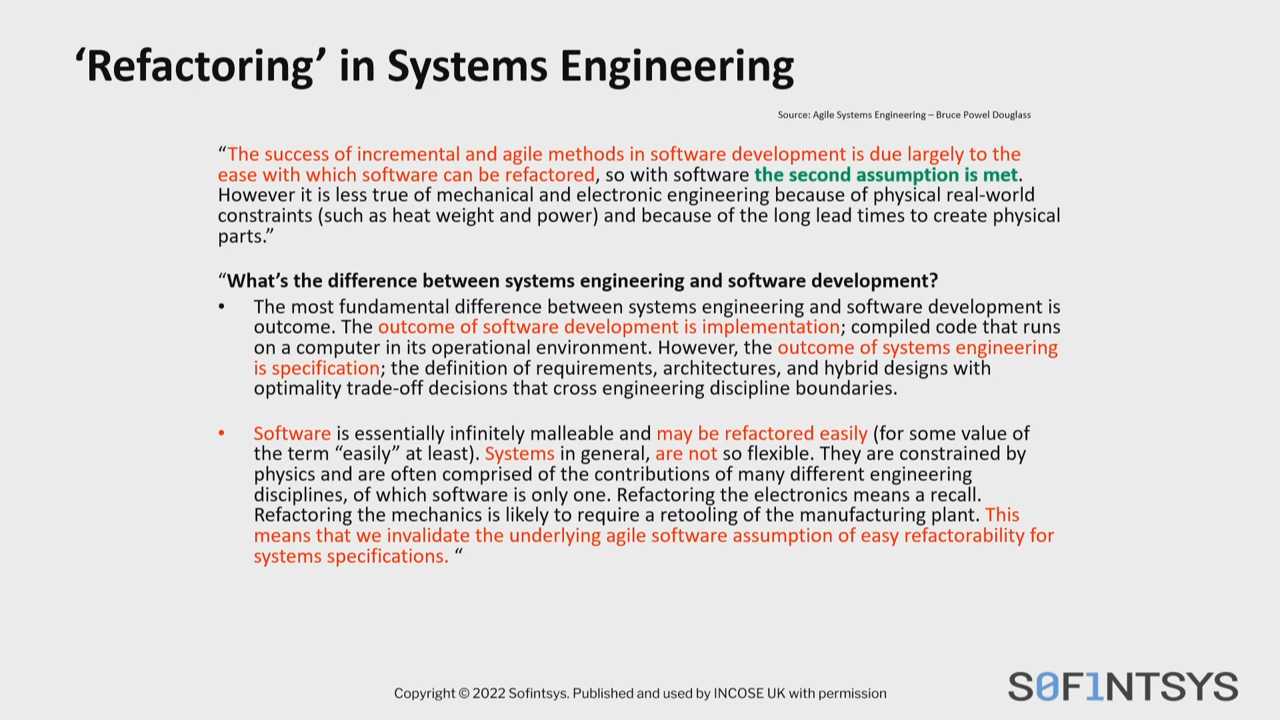 ‘Refactoring’ in Systems Engineering
Source: Agile Systems Engineering – Bruce Powel Douglass
“The success of incremental and agile methods in software development is due largely to the
ease with which software can be refactored, so with software the second assumption is met.
However it is less true of mechanical and electronic engineering because of physical real-world
constraints (such as heat weight and power) and because of the long lead times to create physical
parts.”
“What’s the difference between systems engineering and software development?
• The most fundamental difference between systems engineering and software development is
outcome. The outcome of software development is implementation; compiled code that runs
on a computer in its operational environment. However, the outcome of systems engineering
is specification; the definition of requirements, architectures, and hybrid designs with
optimality trade-off decisions that cross engineering discipline boundaries.
• Software is essentially infinitely malleable and may be refactored easily (for some value of
the term “easily” at least). Systems in general, are not so flexible. They are constrained by
physics and are often comprised of the contributions of many different engineering
disciplines, of which software is only one. Refactoring the electronics means a recall.
Refactoring the mechanics is likely to require a retooling of the manufacturing plant. This
means that we invalidate the underlying agile software assumption of easy refactorability for
systems specifications. “
Copyright © 2022 Sofintsys. Published and used by INCOSE UK with permission
S0F1NTSYS